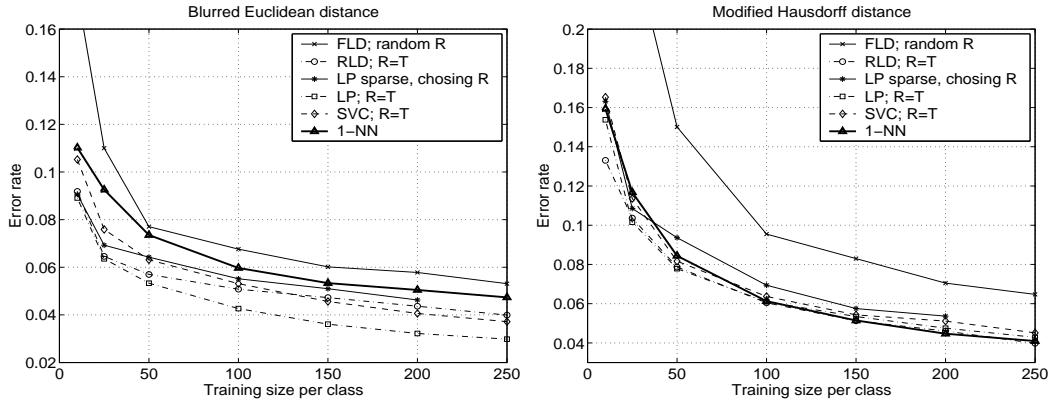 Blurred Euclidean distance
0.16
0.14
0.12
0.1
0.08
0.06
0.04
0.02
Error rate
FLD; random R
RLD; R=T
LP sparse, chosing R
LP; R=T
SVC; R=T
1−NN
0 50 100 150 200 250
Training size per class
Modified Hausdorff distance
0.2
0.18
0.16
0.14
0.12
0.1
0.08
0.06
0.04
Error rate
FLD; random R
RLD; R=T
LP sparse, chosing R
LP; R=T
SVC; R=T
1−NN
0 50 100 150 200 250
Training size per class